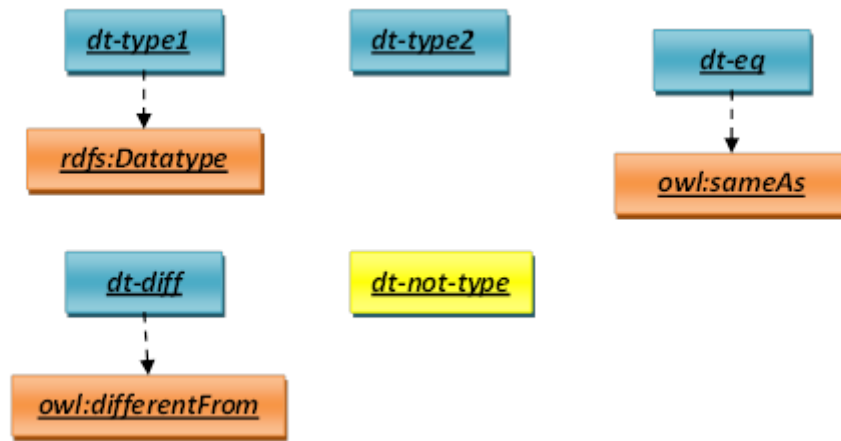 dt-type1
dt-type2
dt-eq
rdfs:Datatype
owl:sameAs
dt-diff
dt-not-type
owl:differentFrom